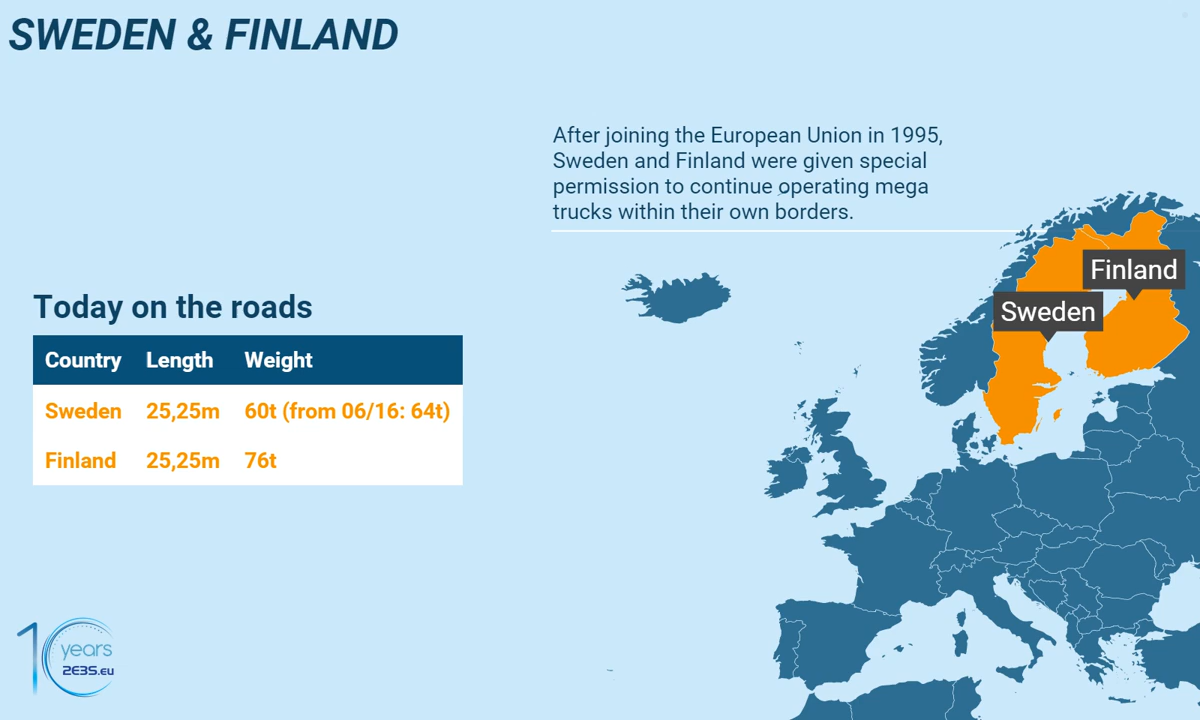 SWEDEN & FINLAND
After joining the European Union in 1995,
Sweden and Finland were given special
permission to continue operating mega
trucks within their own borders.
Finland
Sweden
Today on the roads
Country Length Weight
Sweden 25,25m 60t (from 06/16: 64t)
Finland 25,25m 76t
10 years
2E3S.eu